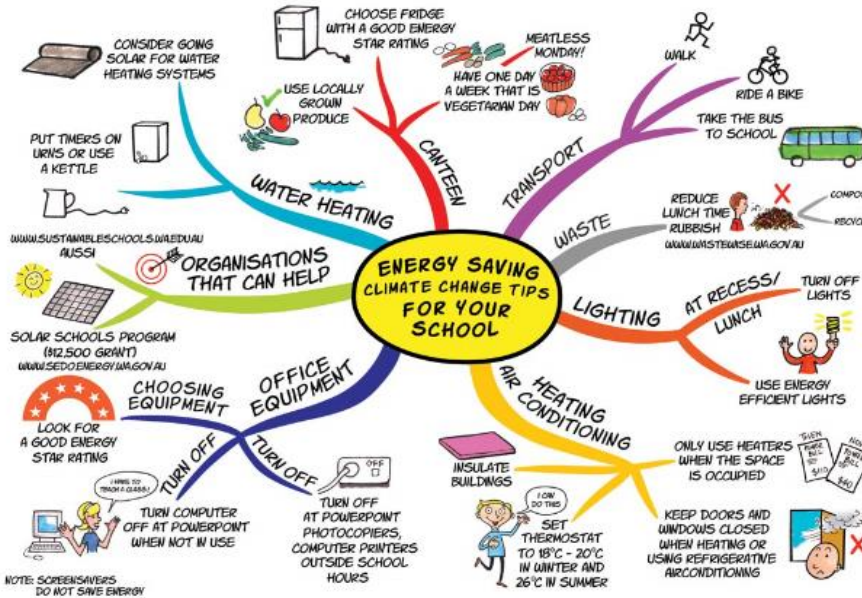 ENERGY SAVING
CLIMATE CHANGE TIPS
FOR YOUR
SCHOOL
CANTEEN
CHOOSE FRIDGE
WITH A GOOD ENERGY
STAR RATING
USE LOCALLY
GROWN
PRODUCE
MEATLESS
MONDAY!
HAVE ONE DAY
A WEEK THAT IS
VEGETARIAN DAY
TRANSPORT
WALK
RIDE A BIKE
TAKE THE BUS
TO SCHOOL
WASTE
REDUCE
LUNCH TIME
RUBBISH
WWW.WASTEWISE.WA.GOV.AU
LIGHTING
AT RECESS/
LUNCH
TURN OFF
LIGHTS
USE ENERGY
EFFICIENT LIGHTS
HEATING
AIR
CONDITIONING
ONLY USE HEATERS
WHEN THE SPACE
IS OCCUPIED
THEN
POWER
BILL
$110
NOW
POWER
BILL
$40
KEEP DOORS AND
WINDOWS CLOSED
WHEN HEATING OR
USING REFRIGERATIVE
AIRCONDITIONING
INSULATE
BUILDINGS
I CAN
DO THIS
SET
THERMOSTAT
TO 18°C - 20°C
IN WINTER AND
26°C IN SUMMER
OFFICE
EQUIPMENT
CHOOSING
EQUIPMENT
LOOK FOR
A GOOD ENERGY
STAR RATING
TURN OFF
I HAVE TO
TEACH A CLASS!
TURN COMPUTER
OFF AT POWERPOINT
WHEN NOT IN USE
NOTE: SCREENSAVERS
DO NOT SAVE ENERGY
TURN OFF
OFF
TURN OFF
AT POWERPOINT
PHOTOCOPIERS,
COMPUTER PRINTERS
OUTSIDE SCHOOL
HOURS
ORGANISATIONS
THAT CAN HELP
WWW.SUSTAINABLESCHOOLS.WA.EDU.AU
AUSSI
SOLAR SCHOOLS PROGRAM
($12,500 GRANT)
WWW.SEDO.ENERGY.WA.GOV.AU
WATER HEATING
CONSIDER GOING
SOLAR FOR WATER
HEATING SYSTEMS
PUT TIMERS ON
URNS OR USE
A KETTLE